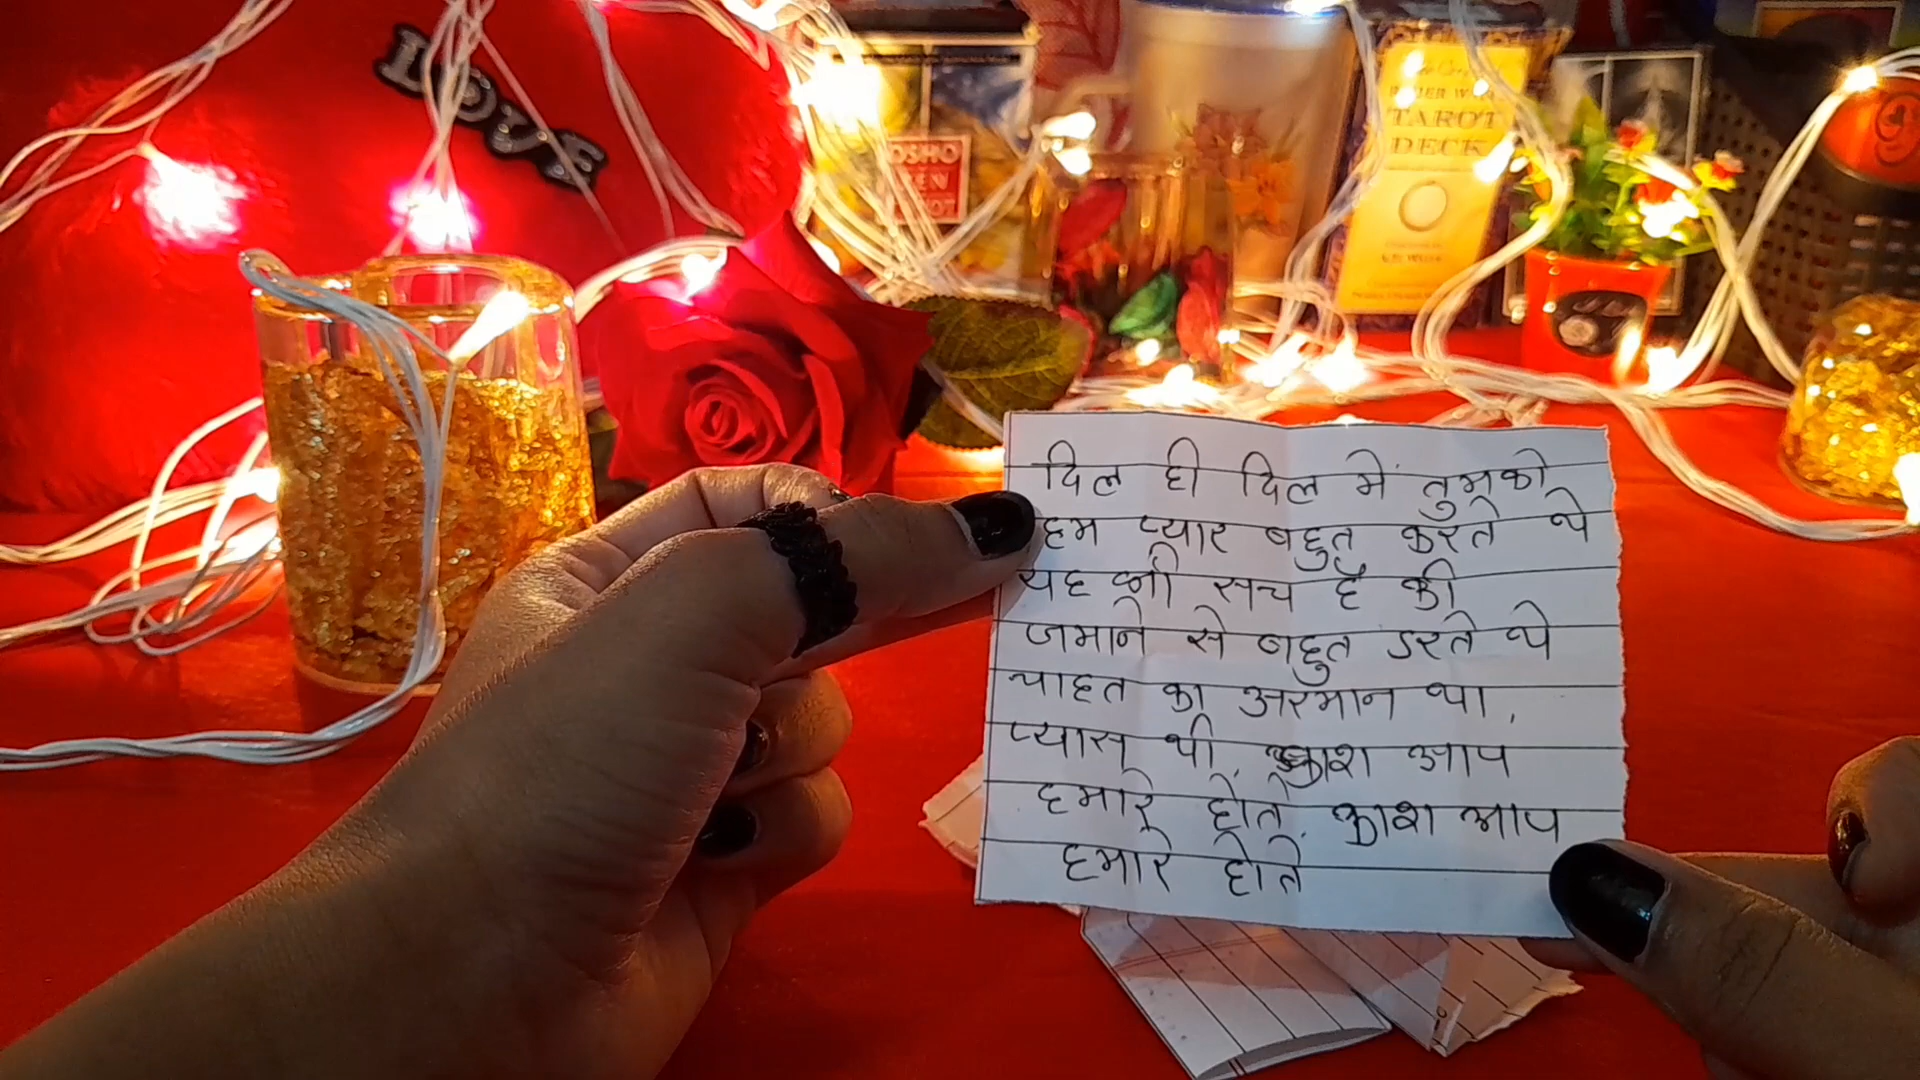 LOVE
OSHO
ZEN
TAROT
TAROT
DECK
दिल ही दिल में तुमको
हम प्यार बहुत करते थे
यह भी सच है की
जमाने से बहुत डरते थे
चाहत का अरमान था,
प्यास थी, काश आप
हमारे होते, काश आप
हमारे होते